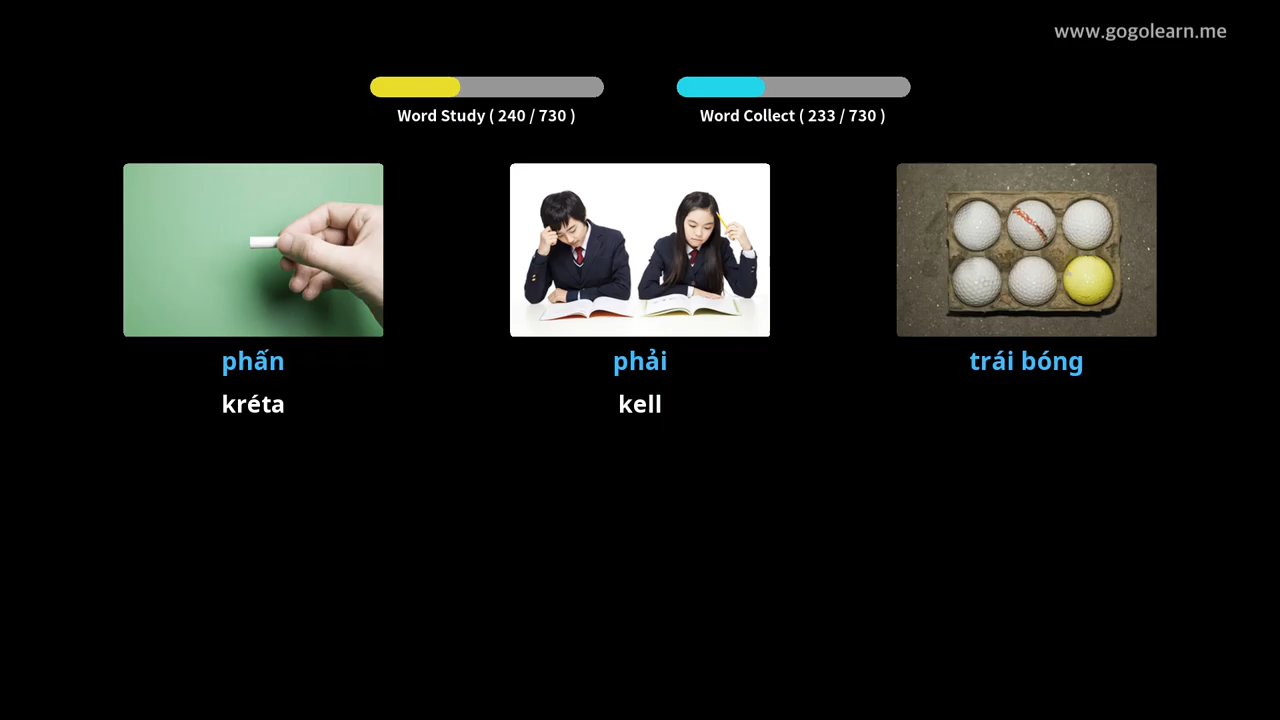 www.gogolearn.me
Word Study ( 240 / 730 )
Word Collect ( 233 / 730 )
phấn
phải
trái bóng
kréta
kell